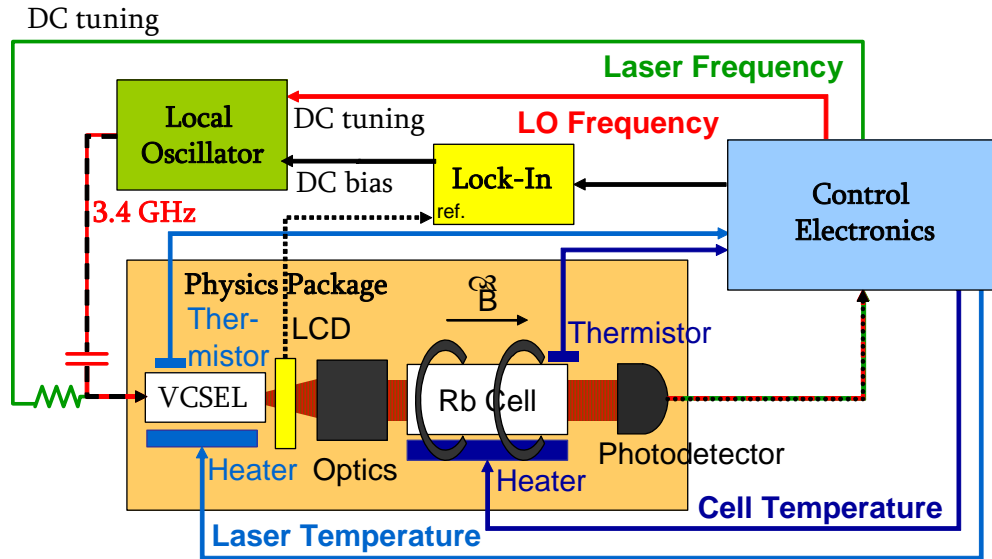 DC tuning
Laser Frequency
Local
Oscillator
DC tuning
LO Frequency
DC bias
Lock-In
ref.
Control
Electronics
3.4 GHz
Physics Package
B
Ther-
mistor
LCD
Thermistor
VCSEL
Rb Cell
Heater
Optics
Heater
Photodetector
Cell Temperature
Laser Temperature